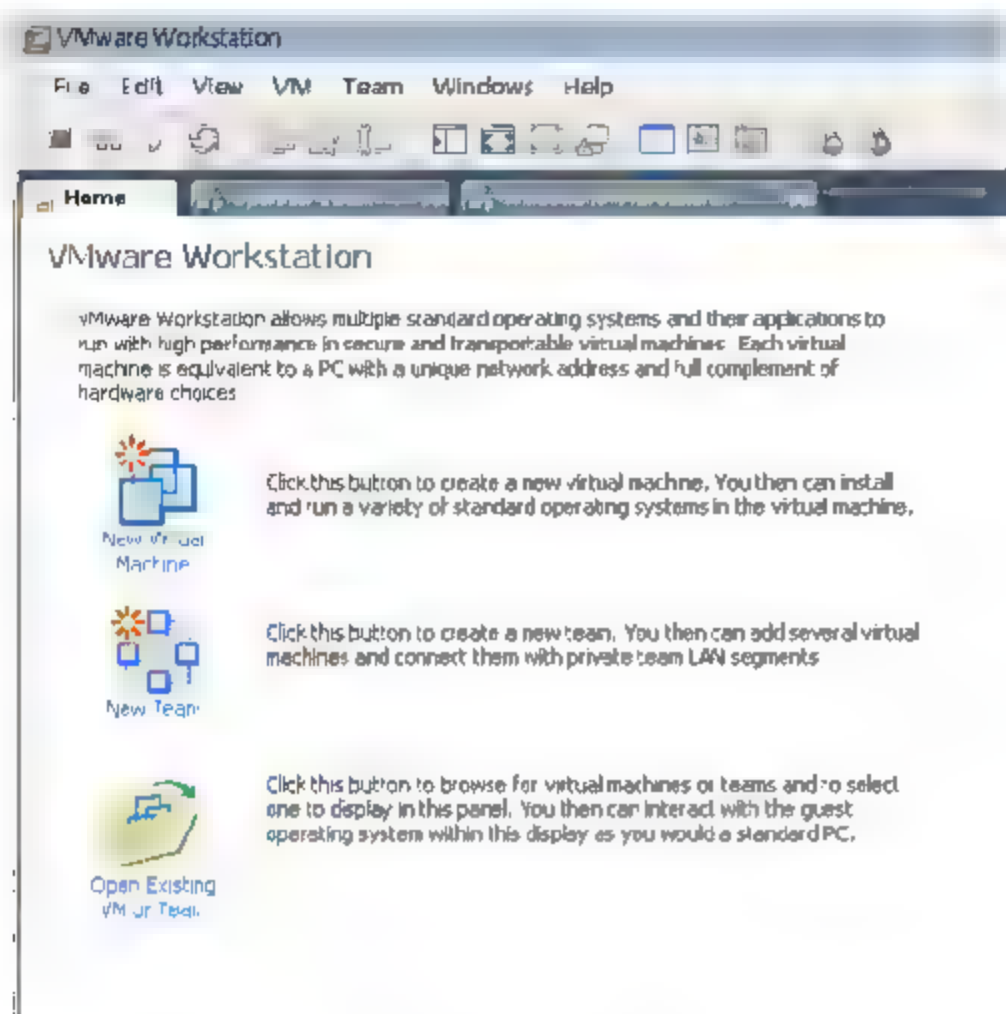 VMware Workstation
File Edit View VM Team Windows Help
Home
VMware Workstation
VMware Workstation allows multiple standard operating systems and their applications to
run with high performance in secure and transportable virtual machines. Each virtual
machine is equivalent to a PC with a unique network address and full complement of
hardware choices
Click this button to create a new virtual machine. You then can install
and run a variety of standard operating systems in the virtual machine.
New Virtual
Machine
Click this button to create a new team. You then can add several virtual
machines and connect them with private team LAN segments
New Team
Click this button to browse for virtual machines or teams and to select
one to display in this panel. You then can interact with the guest
operating system within this display as you would a standard PC.
Open Existing
VM or Team